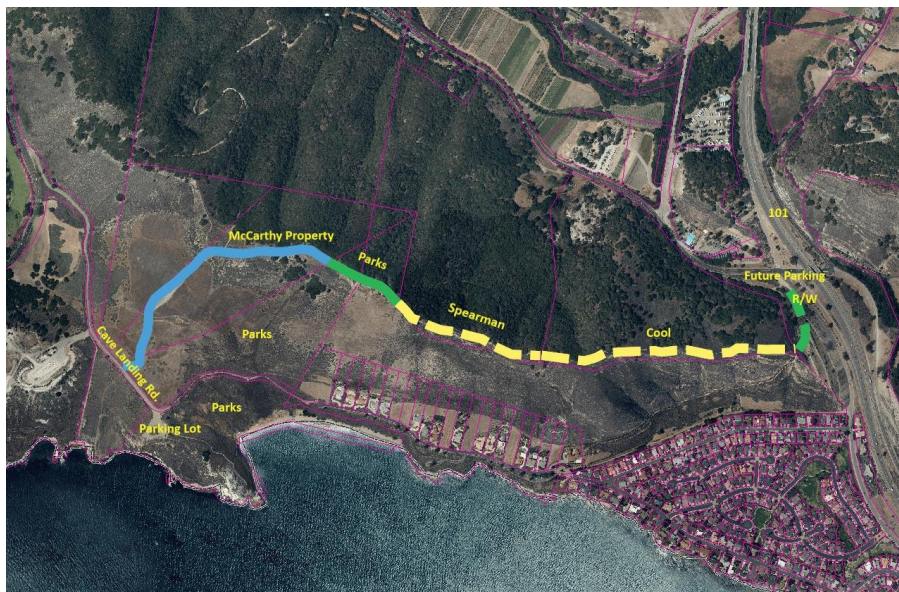 101
McCarthy Property
Parks
Future Parking
R/W
Spearman
Cool
Parks
Cave Landing Rd.
Parks
Parking Lot